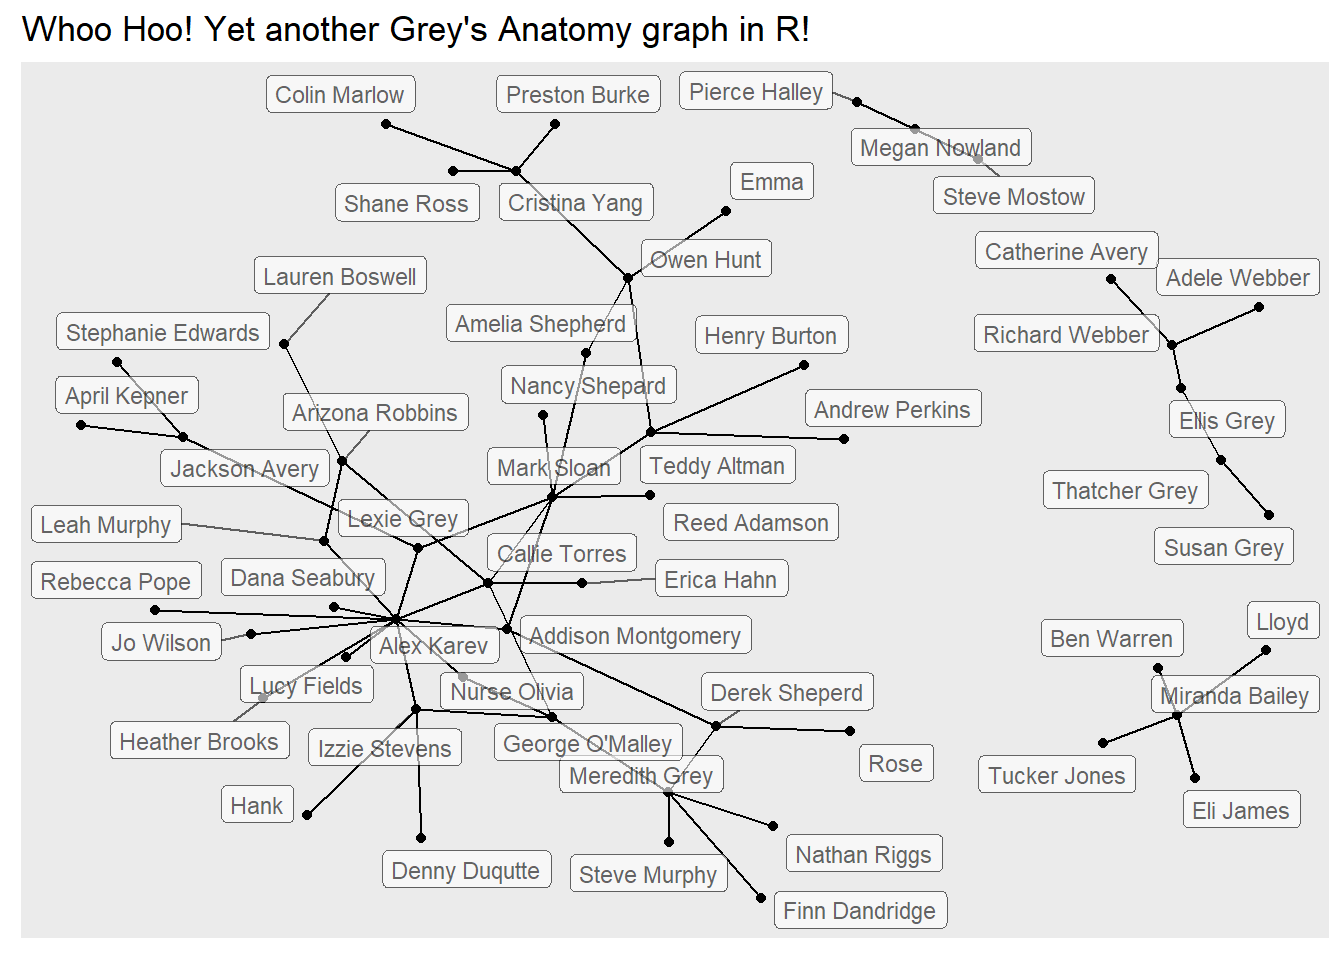 Whoo Hoo! Yet another Grey's Anatomy graph in R!
Colin Marlow
Preston Burke
Pierce Halley
Megan Nowland
Emma
Steve Mostow
Shane Ross
Cristina Yang
Owen Hunt
Catherine Avery
Adele Webber
Lauren Boswell
Stephanie Edwards
Amelia Shepherd
Henry Burton
Richard Webber
April Kepner
Nancy Shepard
Arizona Robbins
Andrew Perkins
Ellis Grey
Jackson Avery
Mark Sloan
Teddy Altman
Thatcher Grey
Leah Murphy
Lexie Grey
Reed Adamson
Susan Grey
Callie Torres
Rebecca Pope
Dana Seabury
Erica Hahn
Lloyd
Jo Wilson
Alex Karev
Addison Montgomery
Ben Warren
Lucy Fields
Nurse Olivia
Derek Sheperd
Miranda Bailey
Heather Brooks
Izzie Stevens
George O'Malley
Rose
Meredith Grey
Tucker Jones
Hank
Eli James
Nathan Riggs
Denny Duqutte
Steve Murphy
Finn Dandridge